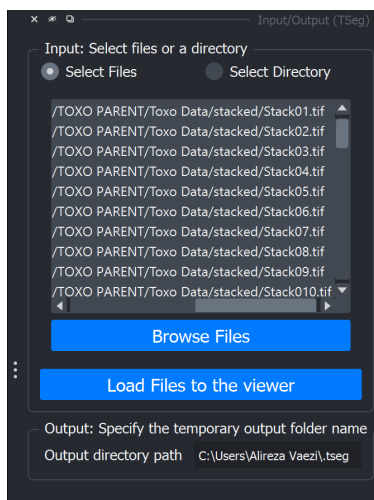 Input/Output (TSeg)
Input: Select files or a directory
Select Files Select Directory
/TOXO PARENT/Toxo Data/stacked/Stack01.tif
/TOXO PARENT/Toxo Data/stacked/Stack02.tif
/TOXO PARENT/Toxo Data/stacked/Stack03.tif
/TOXO PARENT/Toxo Data/stacked/Stack04.tif
/TOXO PARENT/Toxo Data/stacked/Stack05.tif
/TOXO PARENT/Toxo Data/stacked/Stack06.tif
/TOXO PARENT/Toxo Data/stacked/Stack07.tif
/TOXO PARENT/Toxo Data/stacked/Stack08.tif
/TOXO PARENT/Toxo Data/stacked/Stack09.tif
/TOXO PARENT/Toxo Data/stacked/Stack010.tif
Browse Files
Load Files to the viewer
Output: Specify the temporary output folder name
Output directory path C:\Users\Alireza Vaezi\.tseg